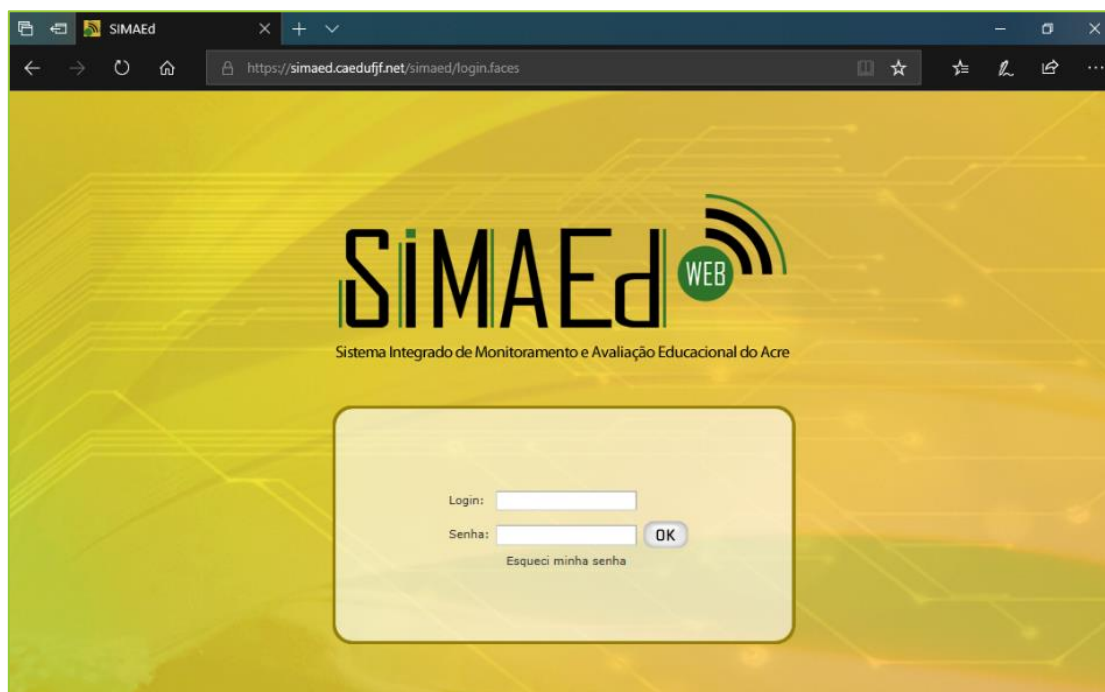 SIMAEd
https://simaed.caedufjf.net/simaed/login.faces
SiMAEd WEB
Sistema Integrado de Monitoramento e Avaliação Educacional do Acre
Login:
Senha:
OK
Esqueci minha senha